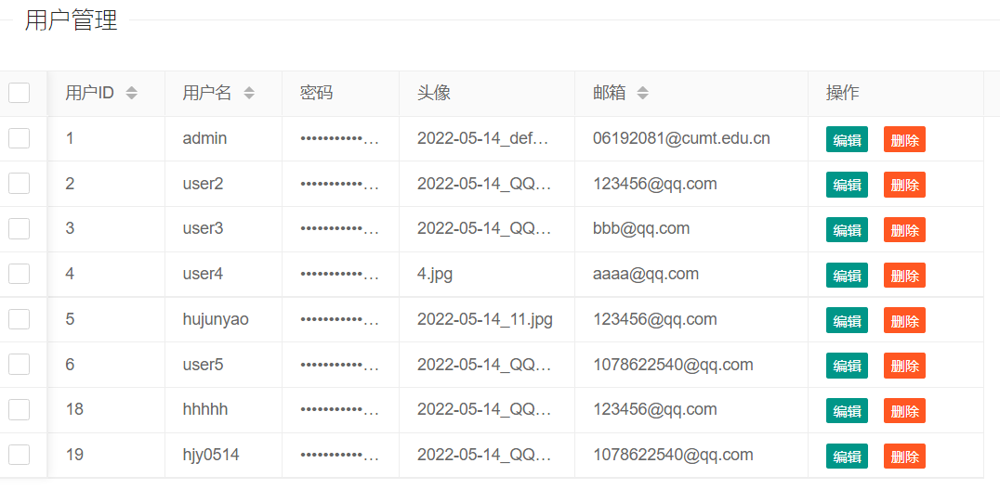 用户管理
用户ID 用户名 密码 头像 邮箱 操作
1 admin •••••••••••... 2022-05-14_def... 06192081@cumt.edu.cn 编辑 删除
2 user2 •••••••••••... 2022-05-14_QQ... 123456@qq.com 编辑 删除
3 user3 •••••••••••... 2022-05-14_QQ... bbb@qq.com 编辑 删除
4 user4 •••••••••••... 4.jpg aaaa@qq.com 编辑 删除
5 hujunyao •••••••••••... 2022-05-14_11.jpg 123456@qq.com 编辑 删除
6 user5 •••••••••••... 2022-05-14_QQ... 1078622540@qq.com 编辑 删除
18 hhhhh •••••••••••... 2022-05-14_QQ... 123456@qq.com 编辑 删除
19 hjy0514 •••••••••••... 2022-05-14_QQ... 1078622540@qq.com 编辑 删除